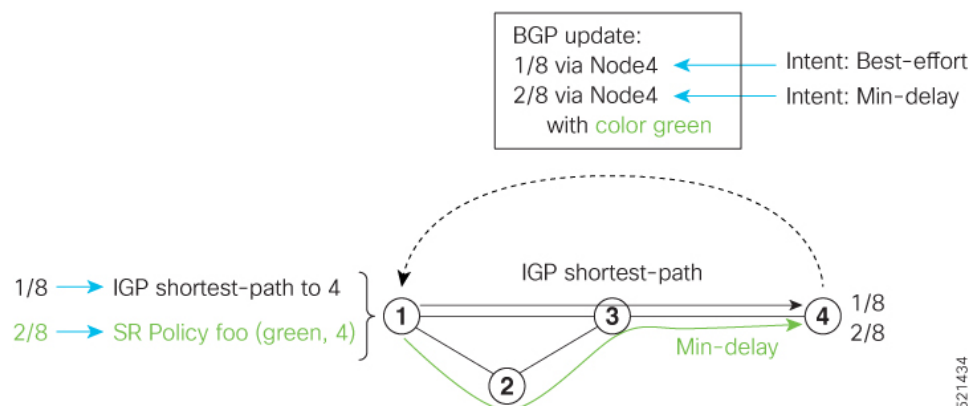 BGP update:
1/8 via Node4
Intent: Best-effort
2/8 via Node4
Intent: Min-delay
with color green
IGP shortest-path
1/8
IGP shortest-path to 4
2/8
SR Policy foo (green, 4)
1
3
4
1/8
2/8
Min-delay
2
521434